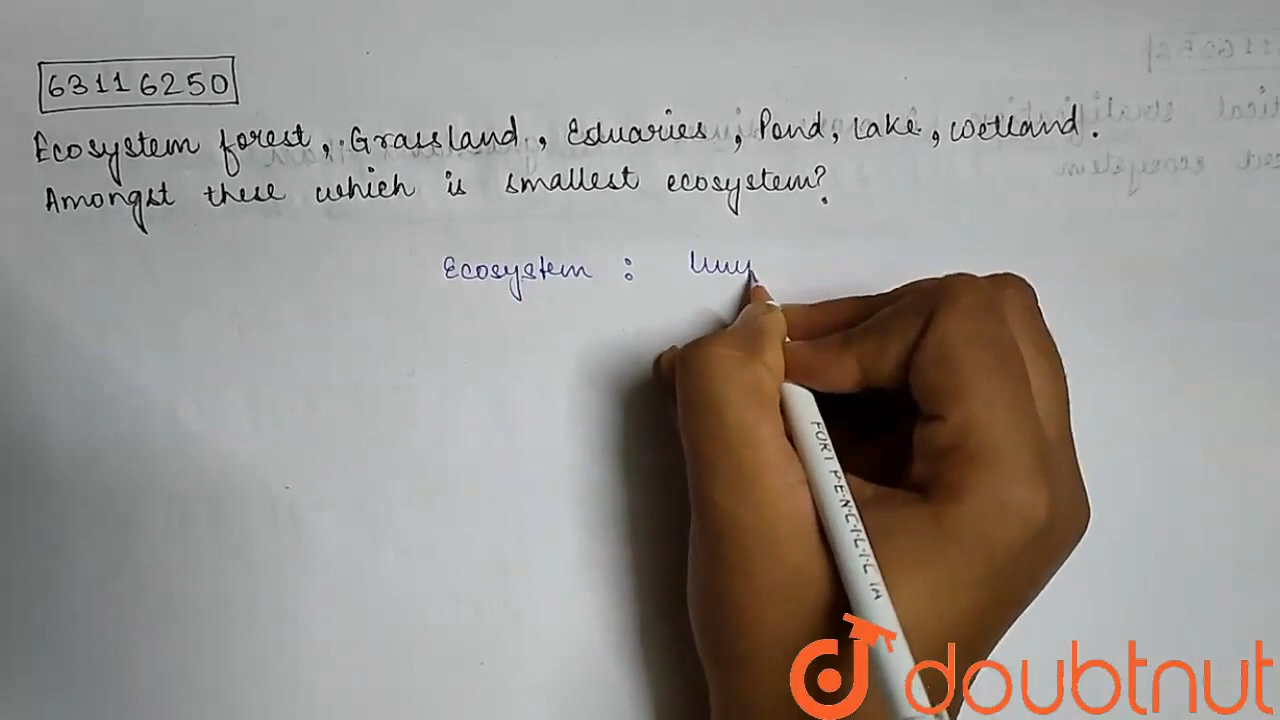 63116250
Ecosystem forest, Grassland, Estuaries, Pond, Lake, Wetland.
Amongst these which is smallest ecosystem?
Ecosystem :
doubtnut